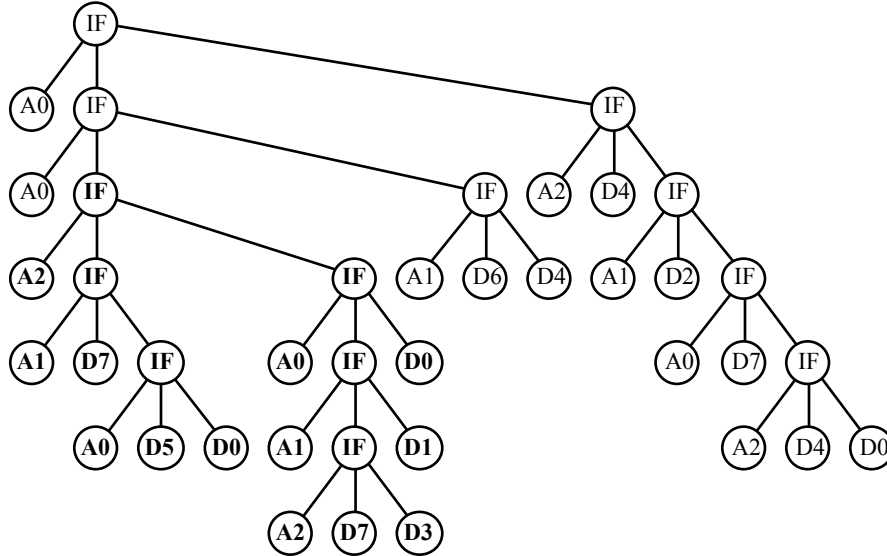 IF
A0 IF IF
A0 IF IF A2 D4 IF
A2 IF IF A1 D6 D4 A1 D2 IF
A1 D7 IF A0 IF D0 A0 D7 IF
A0 D5 D0 A1 IF D1 A2 D4 D0
A2 D7 D3